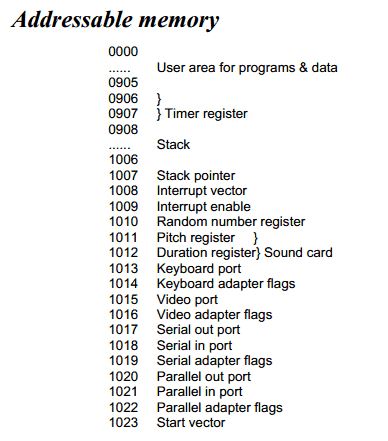 Addressable memory
0000
...... User area for programs & data
0905
0906 }
0907 } Timer register
0908
...... Stack
1006
1007 Stack pointer
1008 Interrupt vector
1009 Interrupt enable
1010 Random number register
1011 Pitch register }
1012 Duration register} Sound card
1013 Keyboard port
1014 Keyboard adapter flags
1015 Video port
1016 Video adapter flags
1017 Serial out port
1018 Serial in port
1019 Serial adapter flags
1020 Parallel out port
1021 Parallel in port
1022 Parallel adapter flags
1023 Start vector